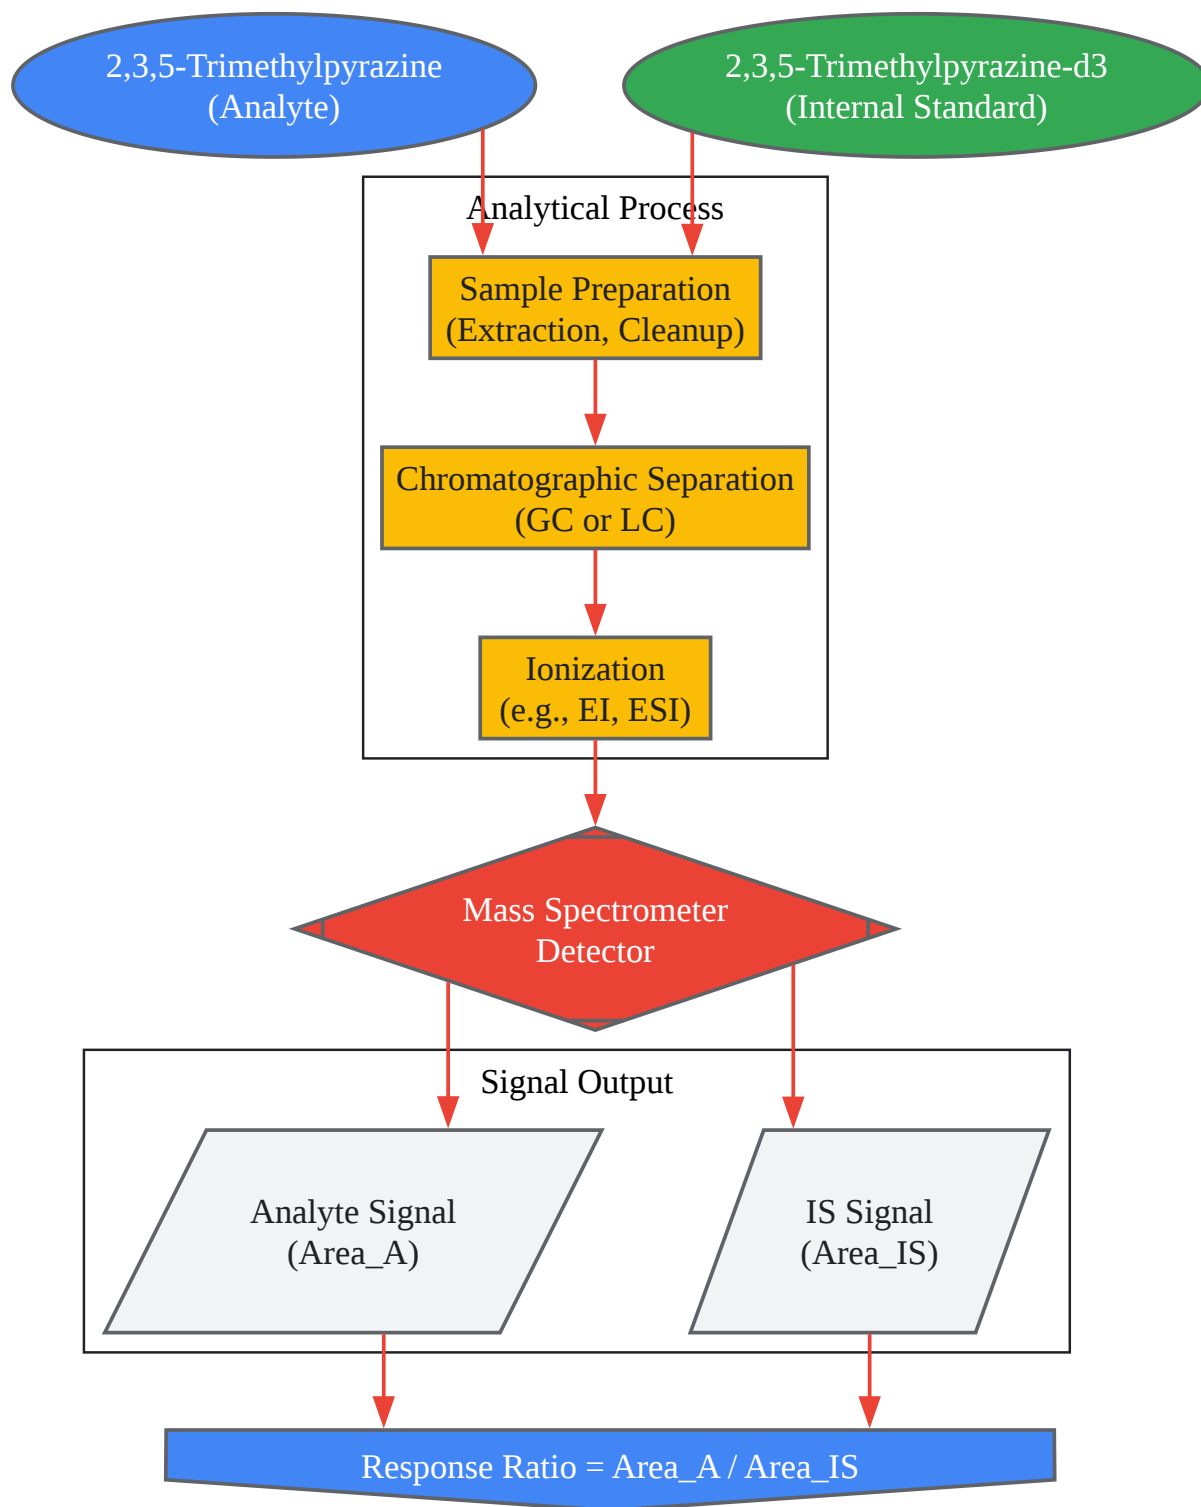 2,3,5-Trimethylpyrazine
(Analyte)
2,3,5-Trimethylpyrazine-d3
(Internal Standard)
Analytical Process
Sample Preparation
(Extraction, Cleanup)
Chromatographic Separation
(GC or LC)
Ionization
(e.g., EI, ESI)
Mass Spectrometer
Detector
Signal Output
Analyte Signal
(Area_A)
IS Signal
(Area_IS)
Response Ratio = Area_A / Area_IS